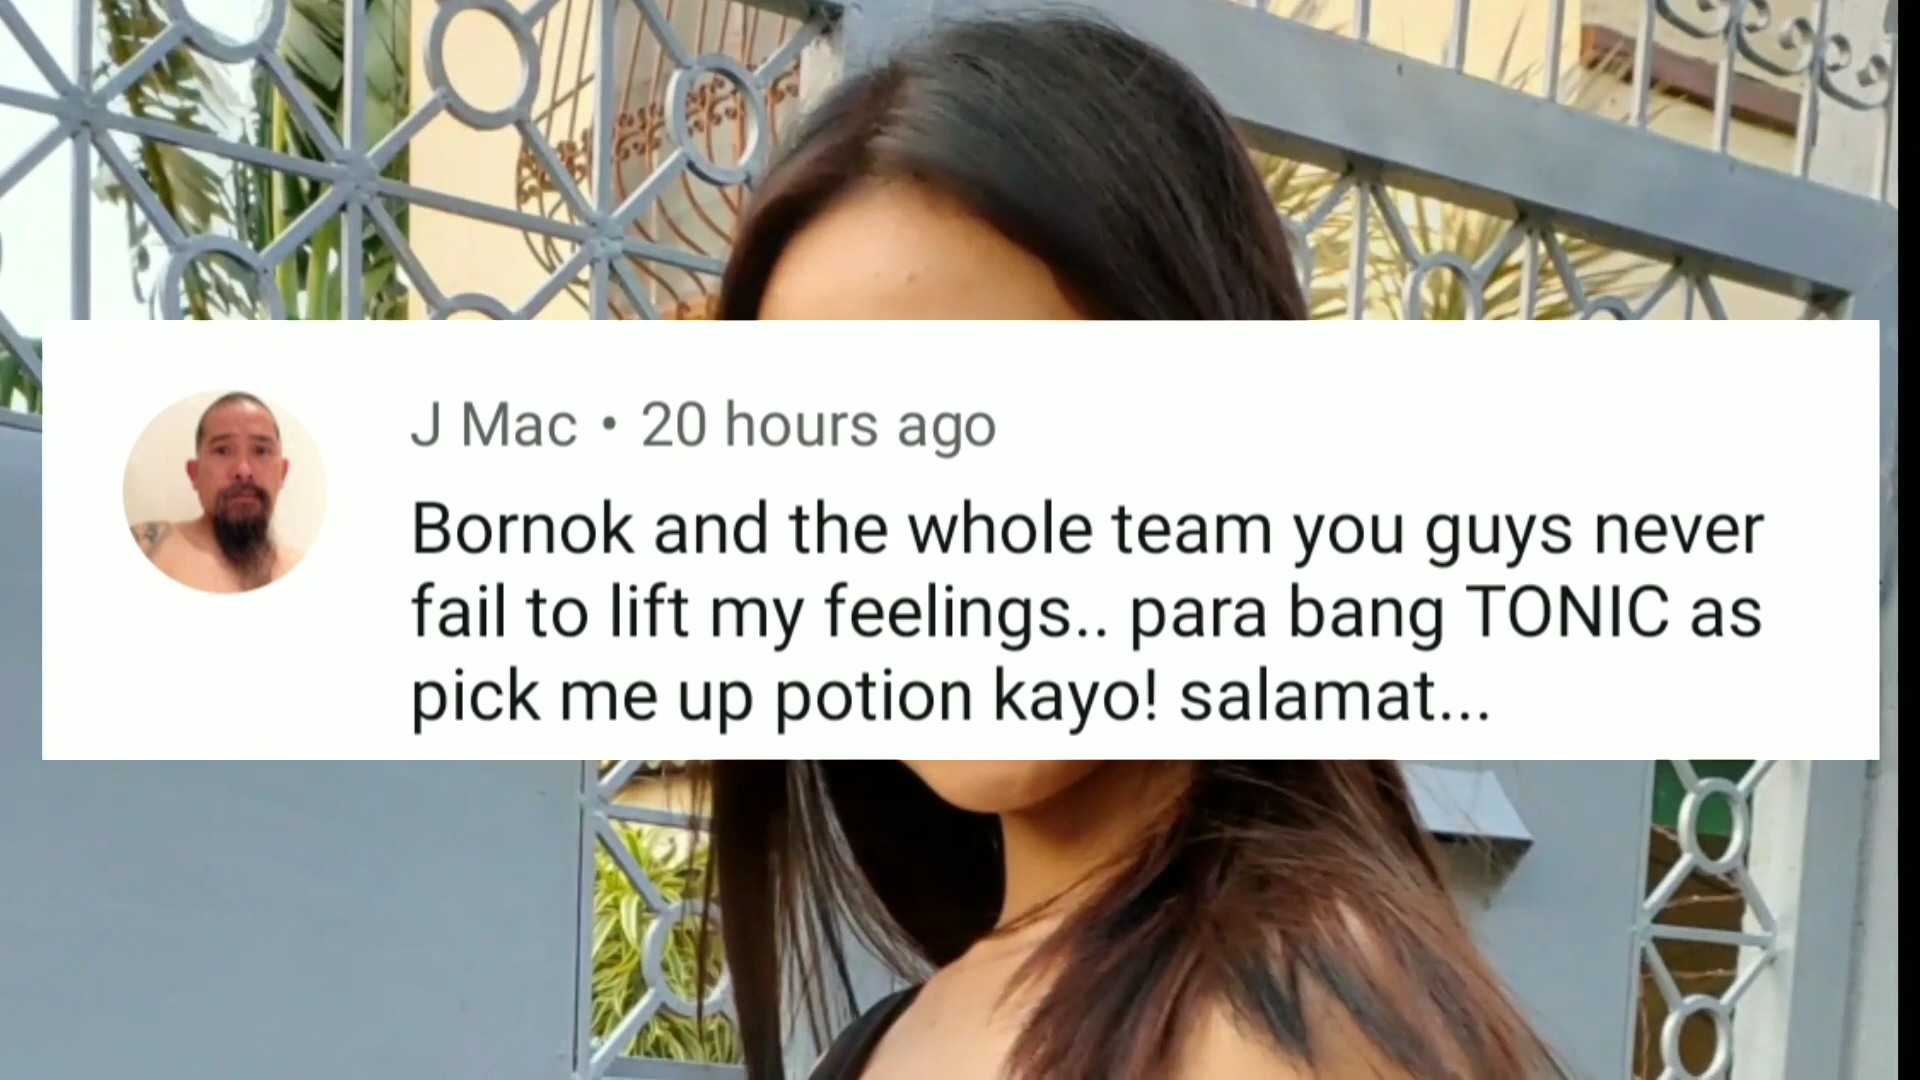 J Mac • 20 hours ago
Bornok and the whole team you guys never
fail to lift my feelings.. para bang TONIC as
pick me up potion kayo! salamat...